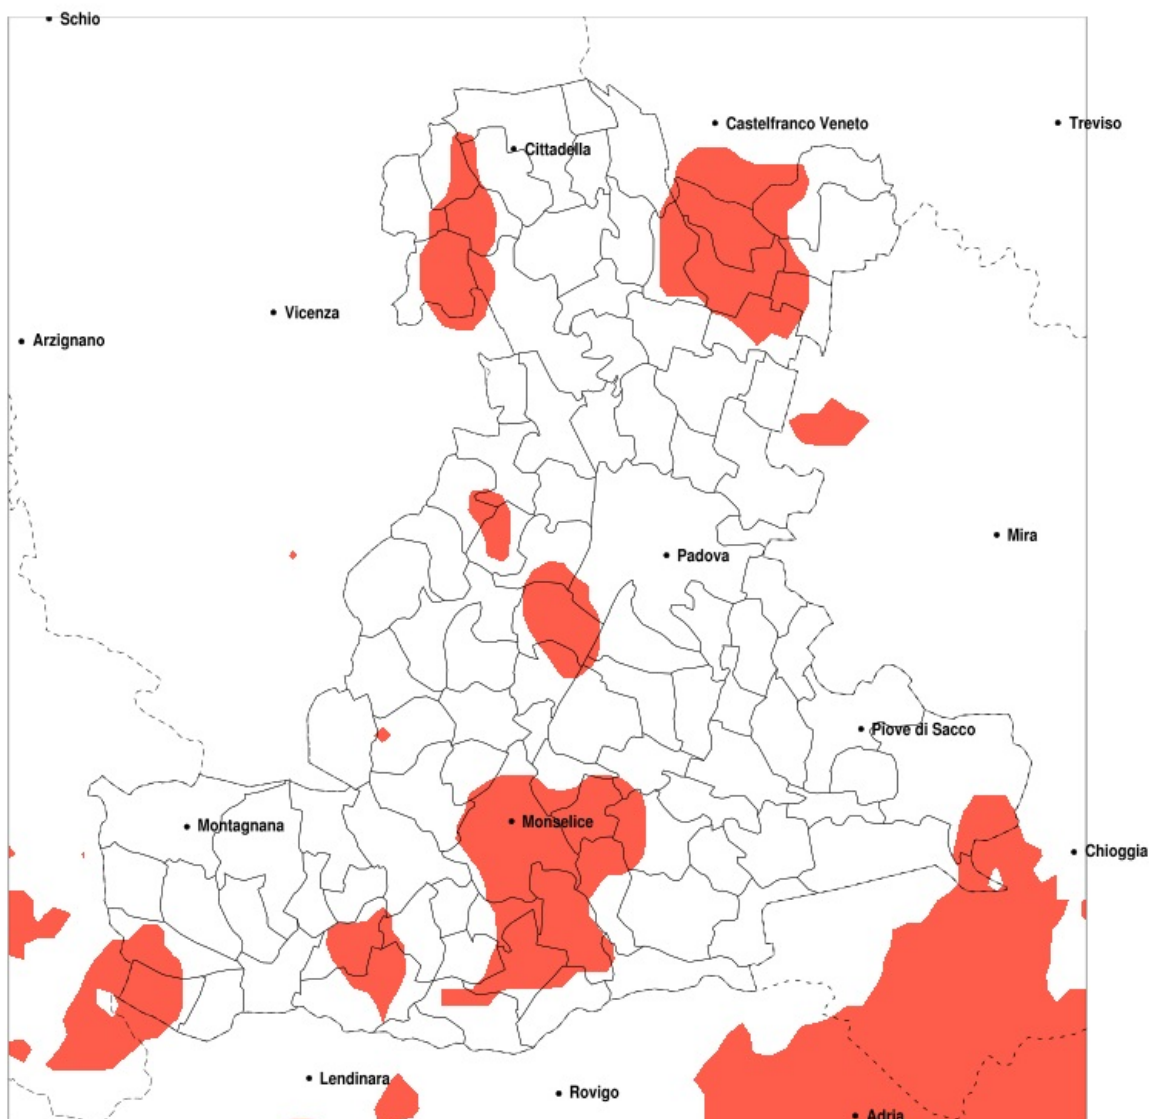 Schio
Castelfranco Veneto
Treviso
Cittadella
Vicenza
Arzignano
Mira
Padova
Piove di Sacco
Monselice
Montagnana
Chioggia
Lendinara
Rovigo
Adria